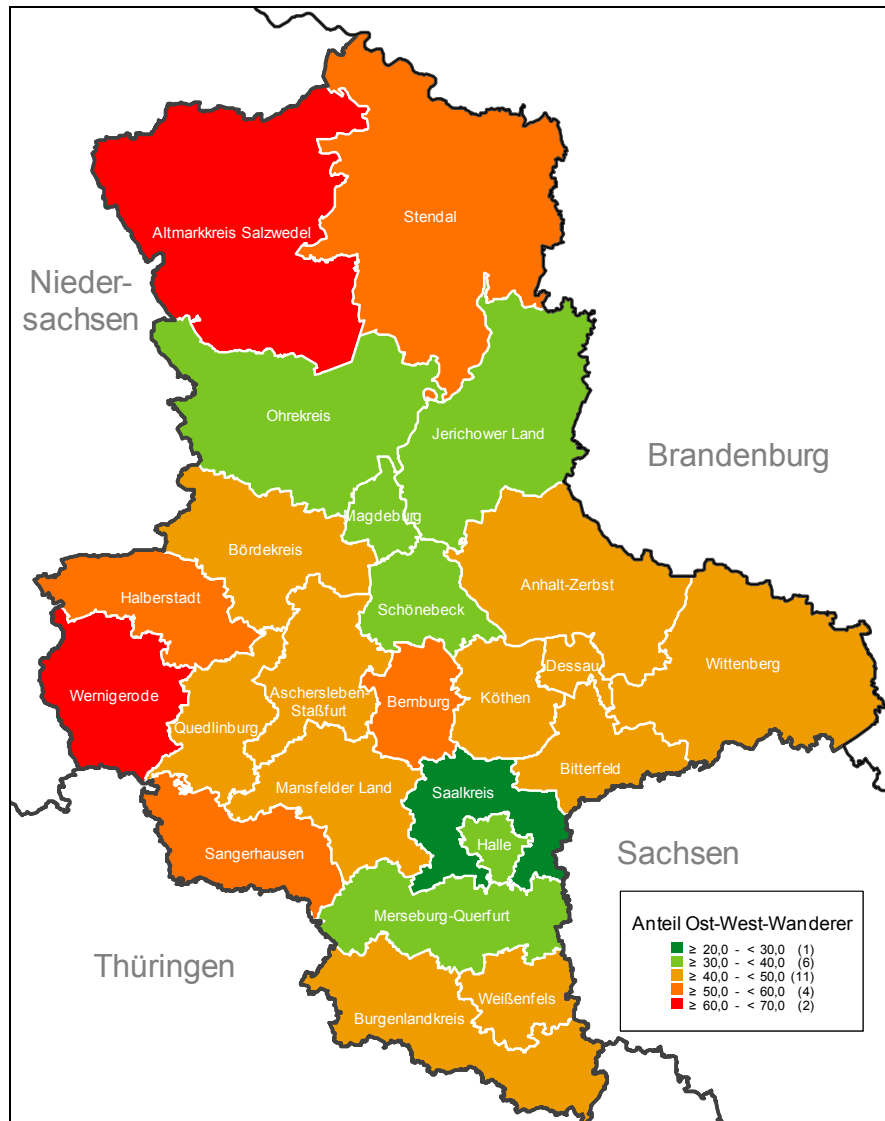 Altmarkkreis Salzwedel
Stendal
Nieder-
sachsen
Ohrekreis
Jerichower Land
Brandenburg
Magdeburg
Bördekreis
Anhalt-Zerbst
Halberstadt
Schönebeck
Wernigerode
Quedlinburg
Aschersleben-
Staßfurt
Bernburg
Köthen
Dessau
Wittenberg
Bitterfeld
Mansfelder Land
Saalkreis
Halle
Sangerhausen
Sachsen
Merseburg-Querfurt
Thüringen
Weißenfels
Burgenlandkreis
Anteil Ost-West-Wanderer
≥ 20,0 - < 30,0 (1)
≥ 30,0 - < 40,0 (6)
≥ 40,0 - < 50,0 (11)
≥ 50,0 - < 60,0 (4)
≥ 60,0 - < 70,0 (2)